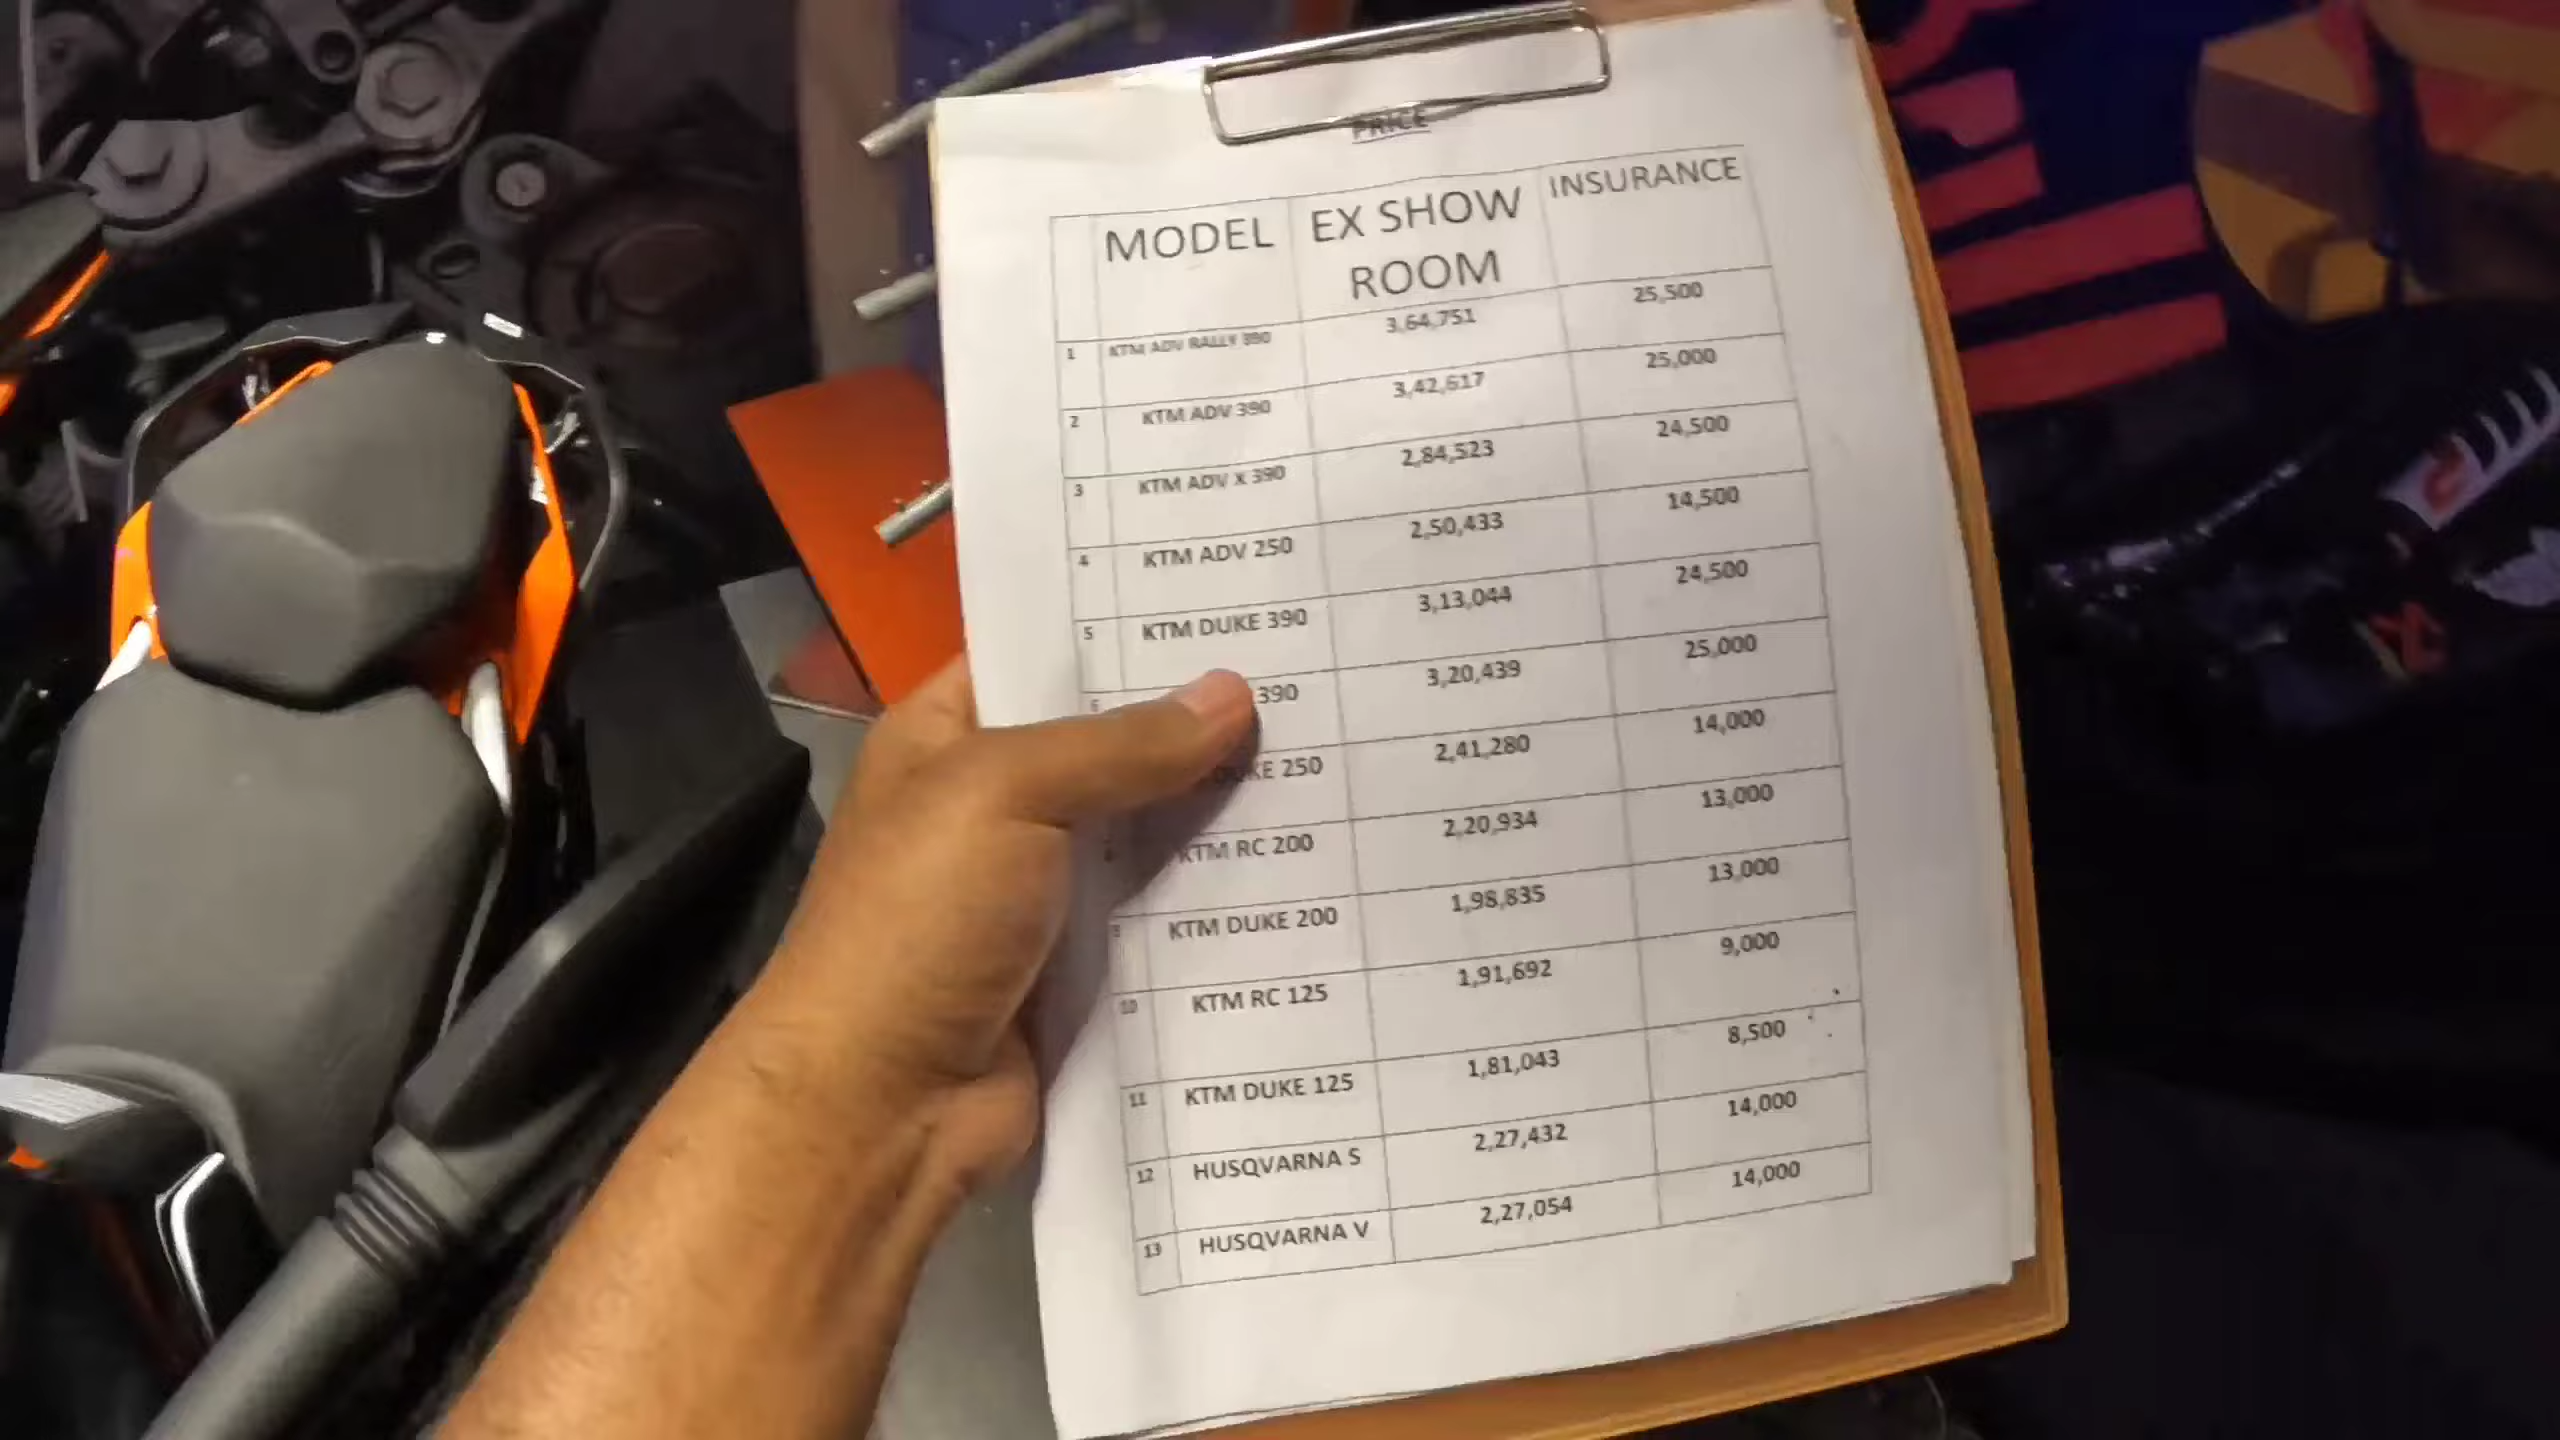 PRICE
MODEL EX SHOW ROOM INSURANCE
1 KTM ADV RALLY 390 3,64,751 25,500
2 KTM ADV 390 3,42,617 25,000
3 KTM ADV X 390 2,84,523 24,500
4 KTM ADV 250 2,50,433 14,500
5 KTM DUKE 390 3,13,044 24,500
6 390 3,20,439 25,000
DUKE 250 2,41,280 14,000
KTM RC 200 2,20,934 13,000
9 KTM DUKE 200 1,98,835 13,000
10 KTM RC 125 1,91,692 9,000
11 KTM DUKE 125 1,81,043 8,500
12 HUSQVARNA S 2,27,432 14,000
13 HUSQVARNA V 2,27,054 14,000